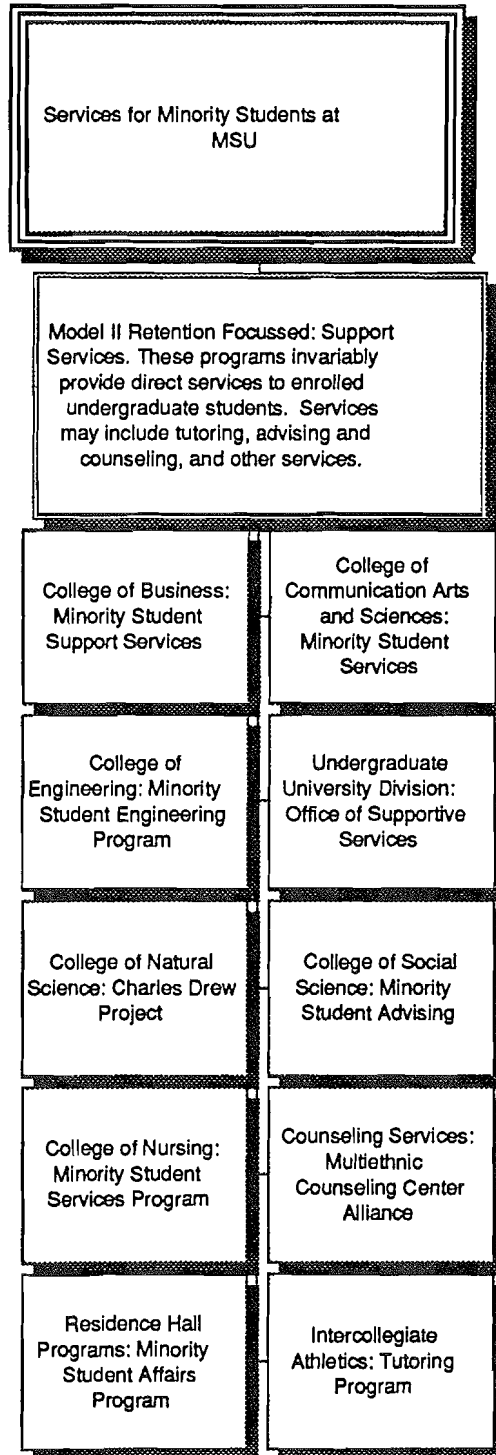 Services for Minority Students at
MSU
Model II Retention Focussed: Support
Services. These programs invariably
provide direct services to enrolled
undergraduate students. Services
may include tutoring, advising and
counseling, and other services.
College of Business:
Minority Student
Support Services
College of
Communication Arts
and Sciences:
Minority Student
Services
College of
Engineering: Minority
Student Engineering
Program
Undergraduate
University Division:
Office of Supportive
Services
College of Natural
Science: Charles Drew
Project
College of Social
Science: Minority
Student Advising
College of Nursing:
Minority Student
Services Program
Counseling Services:
Multiethnic
Counseling Center
Alliance
Residence Hall
Programs: Minority
Student Affairs
Program
Intercollegiate
Athletics: Tutoring
Program